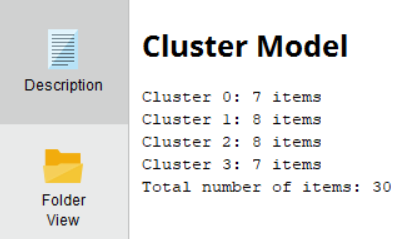 Description
Folder
View
Cluster Model
Cluster 0: 7 items
Cluster 1: 8 items
Cluster 2: 8 items
Cluster 3: 7 items
Total number of items: 30